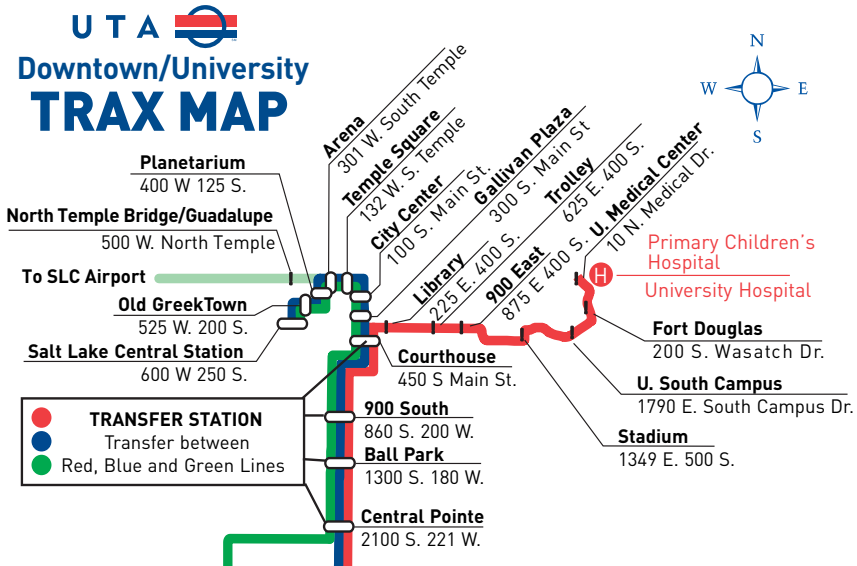 UTA
Downtown/University
TRAX MAP
N
W
E
S
Arena
301 W. South Temple
Temple Square
132 W. S. Temple
City Center
100 S. Main St.
Gallivan Plaza
300 S. Main St
Library
225 E. 400 S.
Trolley
625 E. 400 S.
900 East
875 E 400 S.
U. Medical Center
10 N. Medical Dr.
Planetarium
400 W 125 S.
North Temple Bridge/Guadalupe
500 W. North Temple
To SLC Airport
Old GreekTown
525 W. 200 S.
Salt Lake Central Station
600 W 250 S.
H
Primary Children's
Hospital
University Hospital
Fort Douglas
200 S. Wasatch Dr.
U. South Campus
1790 E. South Campus Dr.
Stadium
1349 E. 500 S.
Courthouse
450 S Main St.
900 South
860 S. 200 W.
Ball Park
1300 S. 180 W.
Central Pointe
2100 S. 221 W.
TRANSFER STATION
Transfer between
Red, Blue and Green Lines